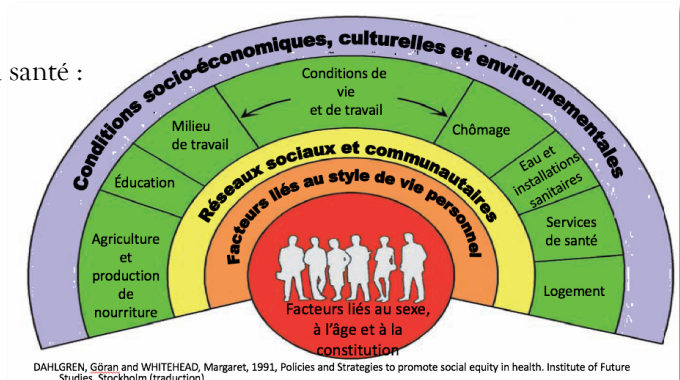 santé :
Conditions socio-économiques, culturelles et environnementales
Conditions de
vie
et de travail
Milieu
de travail
Chômage
Éducation
Eau et
installations
sanitaires
Agriculture
et
production
de
nourriture
Services
de santé
Logement
Réseaux sociaux et communautaires
Facteurs liés au style de vie personnel
Facteurs liés au sexe,
à l'âge et à la
constitution
DAHLGREN, Göran and WHITEHEAD, Margaret, 1991, Policies and Strategies to promote social equity in health. Institute of Future
Studies, Stockholm (traduction)